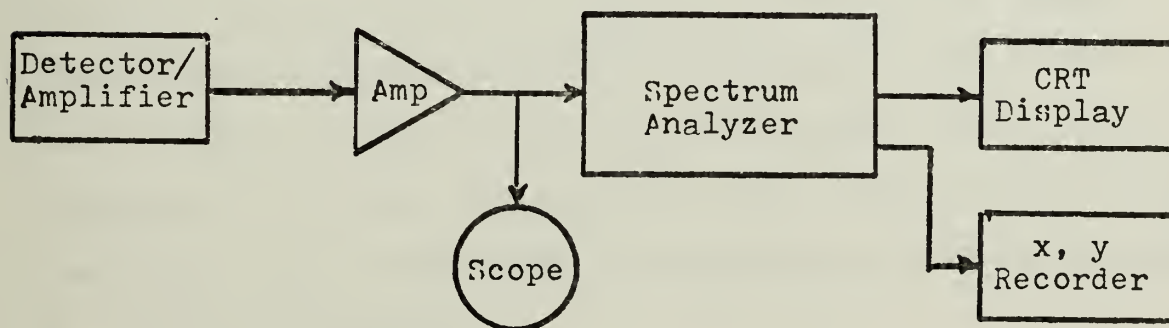 Detector/
Amplifier
Amp
Spectrum
Analyzer
CRT
Display
Scope
x, y
Recorder